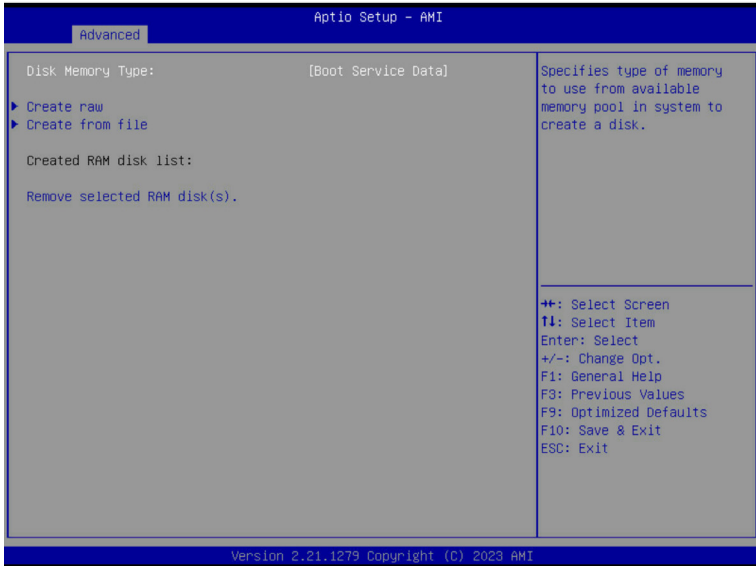 Aptio Setup – AMI
Advanced
Disk Memory Type: [Boot Service Data]
Create raw
Create from file
Created RAM disk list:
Remove selected RAM disk(s).
Specifies type of memory
to use from available
memory pool in system to
create a disk.
→←: Select Screen
↑↓: Select Item
Enter: Select
+/-: Change Opt.
F1: General Help
F3: Previous Values
F9: Optimized Defaults
F10: Save & Exit
ESC: Exit
Version 2.21.1279 Copyright (C) 2023 AMI